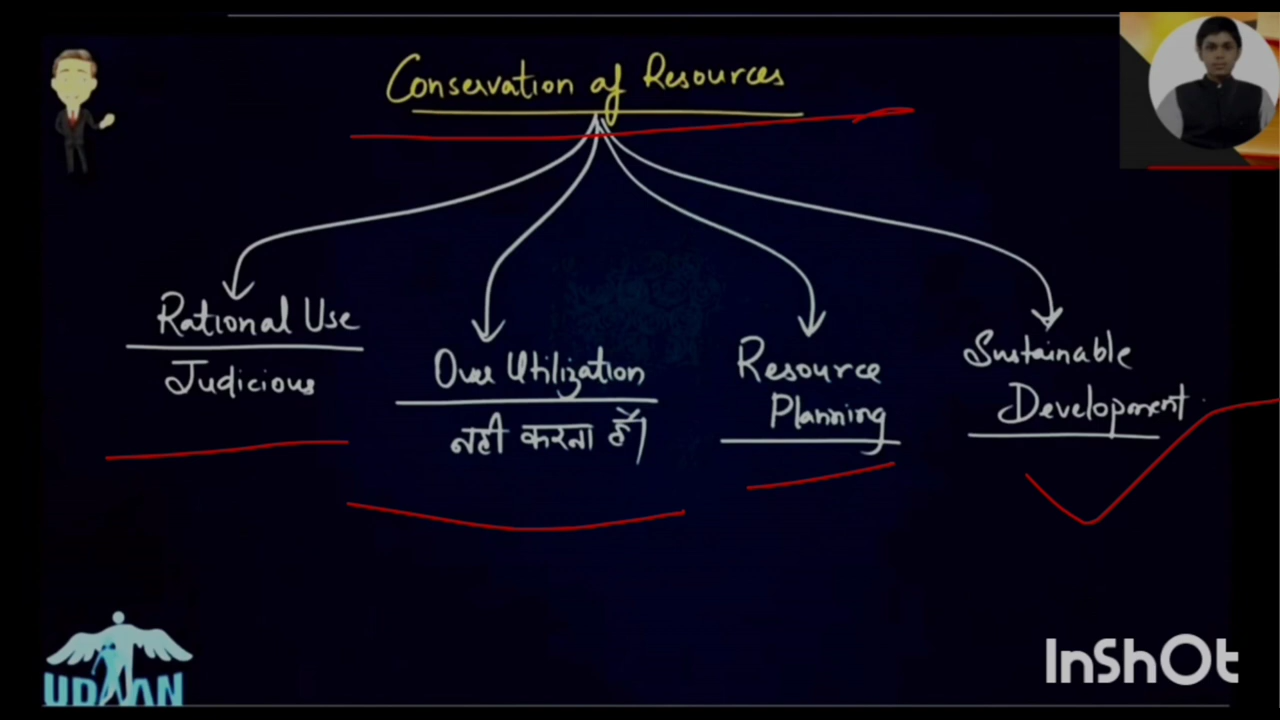 Conservation of Resources
Rational Use
Judicious
Over Utilization
नही करना है।
Resource
Planning
Sustainable
Development
UDAAN
InShOt